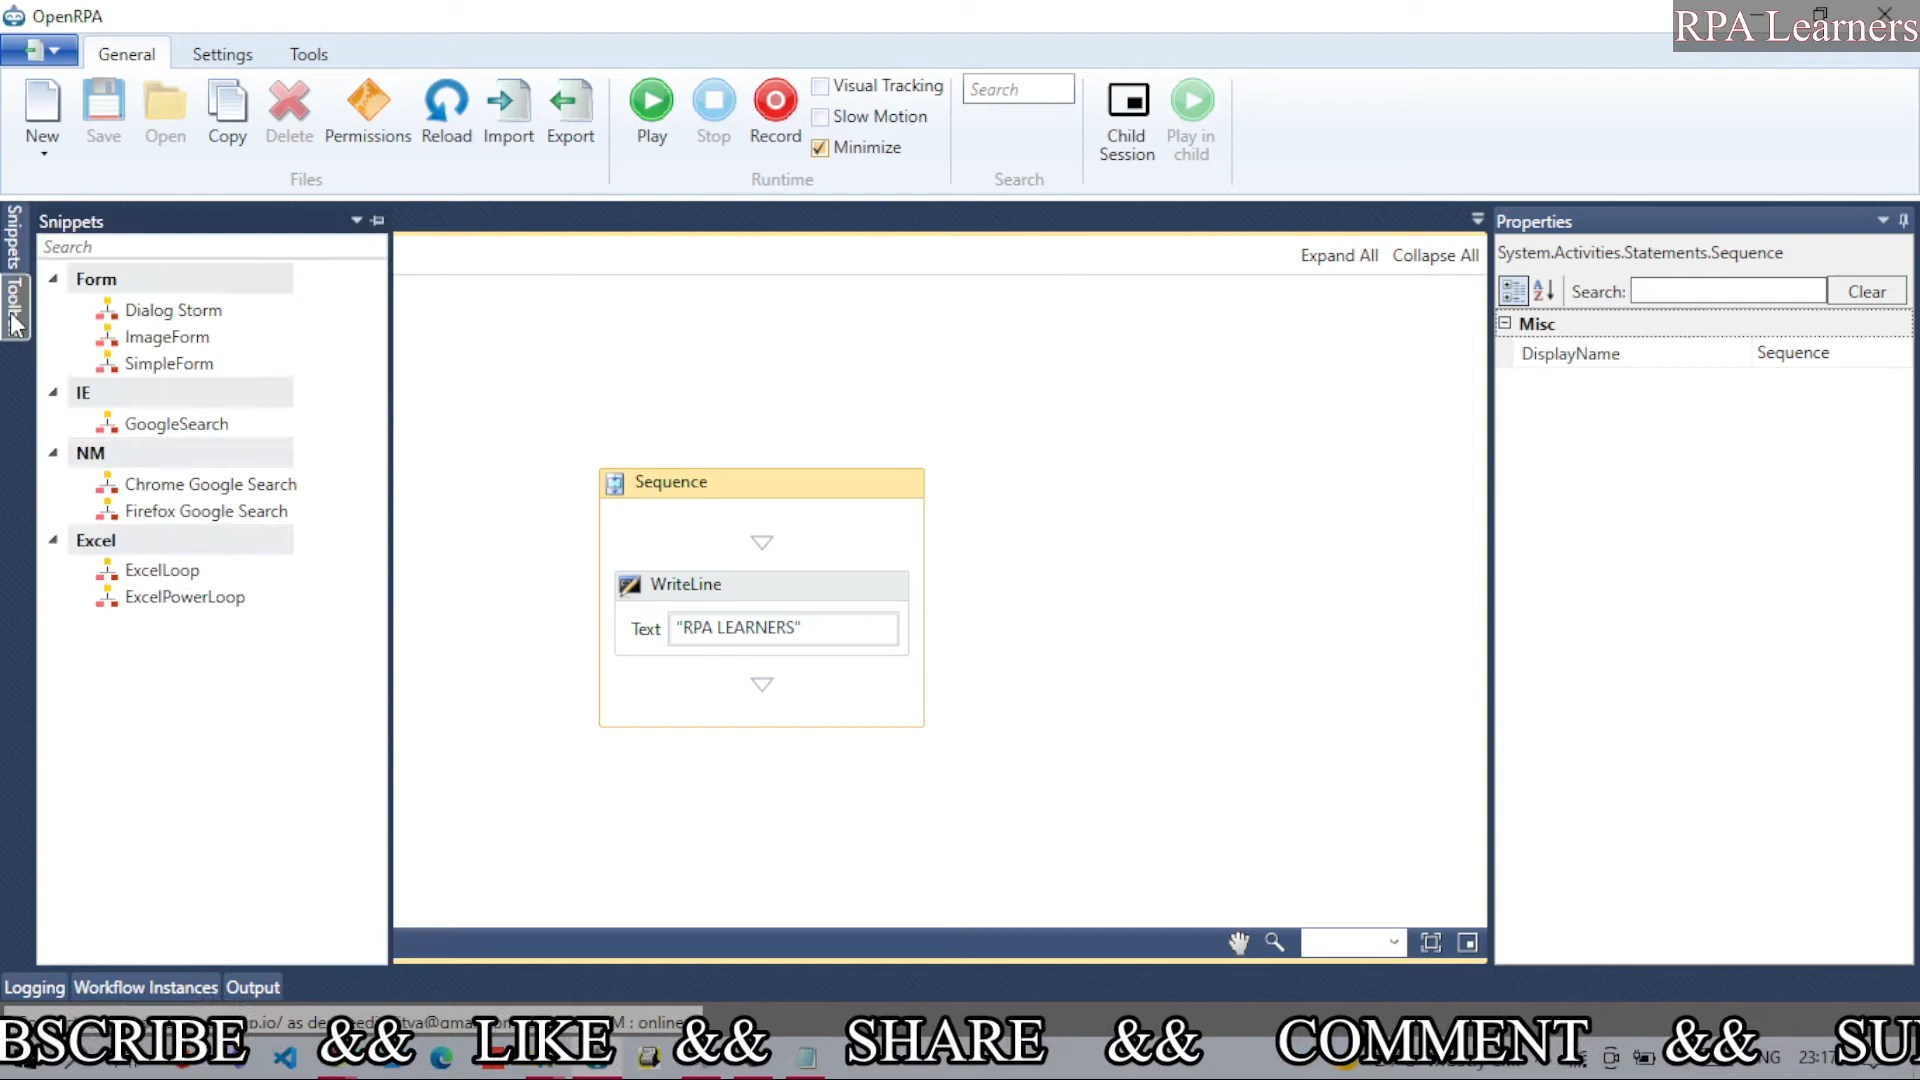 OpenRPA
RPA Learners
General Settings Tools
New Save Open Copy Delete Permissions Reload Import Export
Files
Play Stop Record
Visual Tracking
Slow Motion
Minimize
Runtime
Search
Search
Child Session
Play in child
Snippets
Snippets
Search
Form
Dialog Storm
ImageForm
SimpleForm
IE
GoogleSearch
NM
Chrome Google Search
Firefox Google Search
Excel
ExcelLoop
ExcelPowerLoop
Expand All Collapse All
Sequence
WriteLine
Text "RPA LEARNERS"
Properties
System.Activities.Statements.Sequence
Search: Clear
Misc
DisplayName Sequence
Logging Workflow Instances Output
BSCRIBE && LIKE && SHARE && COMMENT && SU
23:17